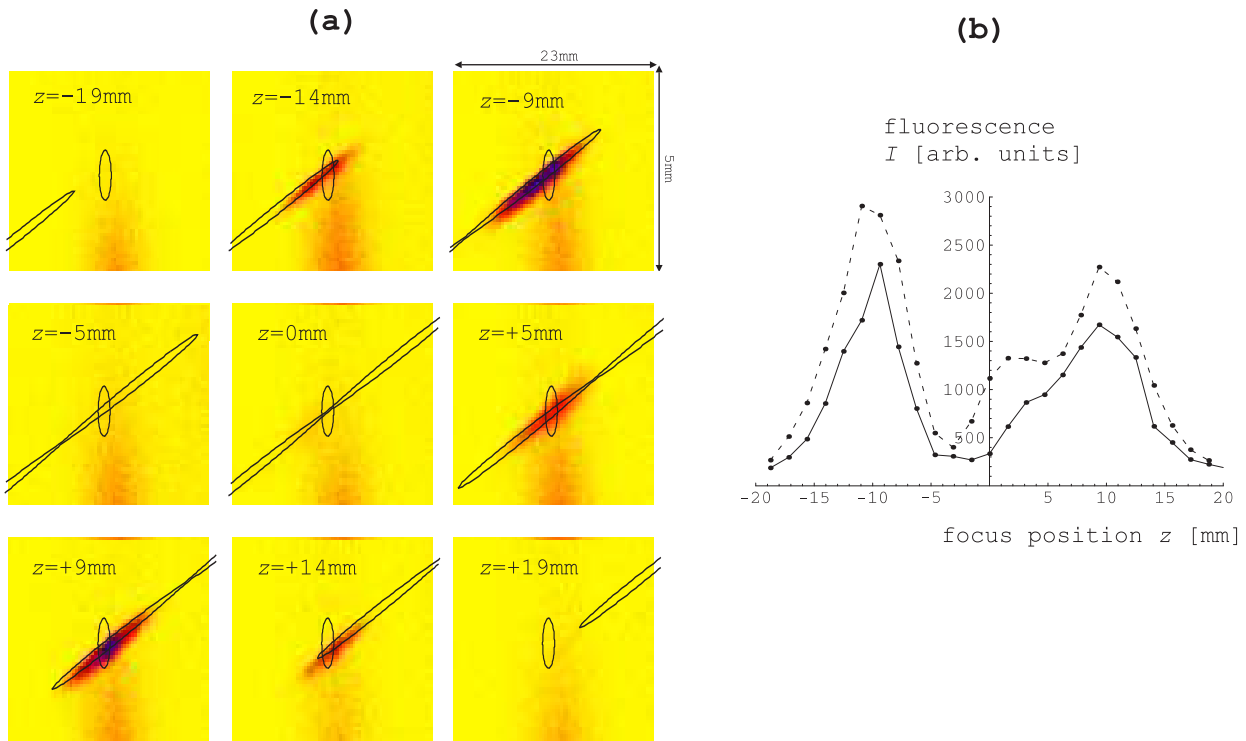 (a)
(b)
23mm
5mm
z=−19mm
z=−14mm
z=−9mm
z=−5mm
z=0mm
z=+5mm
z=+9mm
z=+14mm
z=+19mm
fluorescence
I [arb. units]
3000
2500
2000
1500
1000
500
-20 -15 -10 -5 5 10 15 20
focus position z [mm]